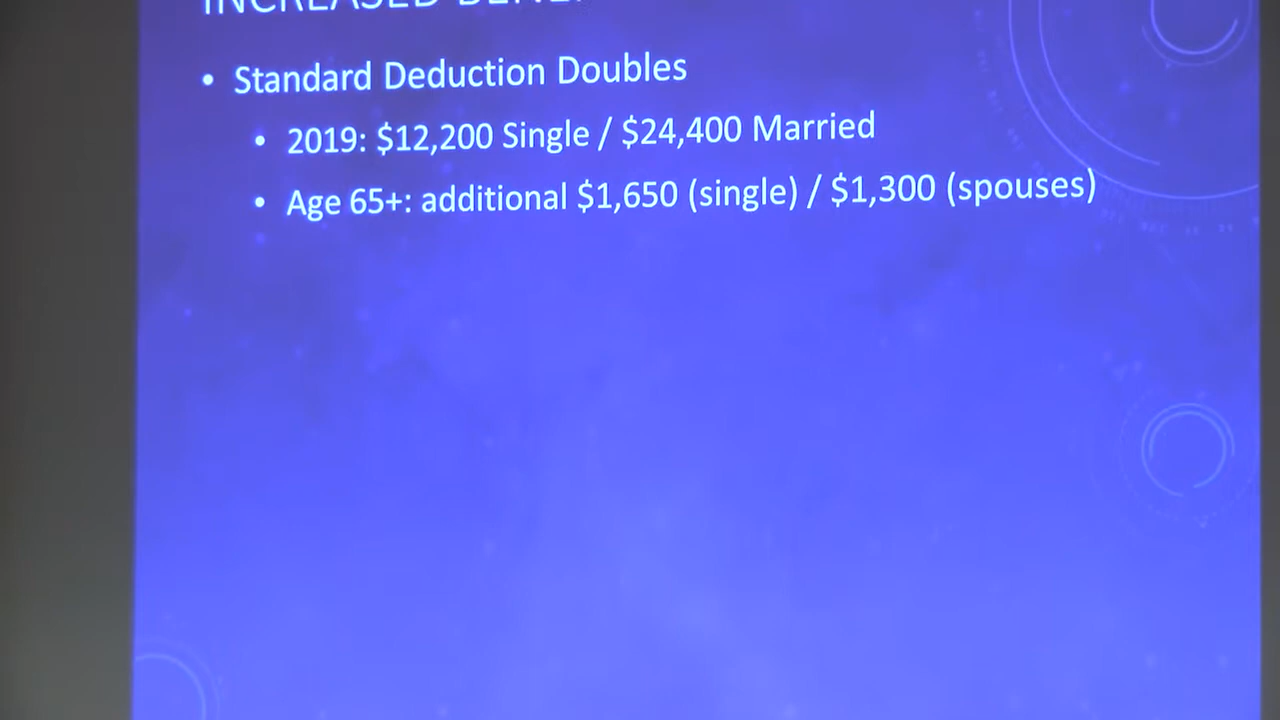 INCREASED
• Standard Deduction Doubles
• 2019: $12,200 Single / $24,400 Married
• Age 65+: additional $1,650 (single) / $1,300 (spouses)